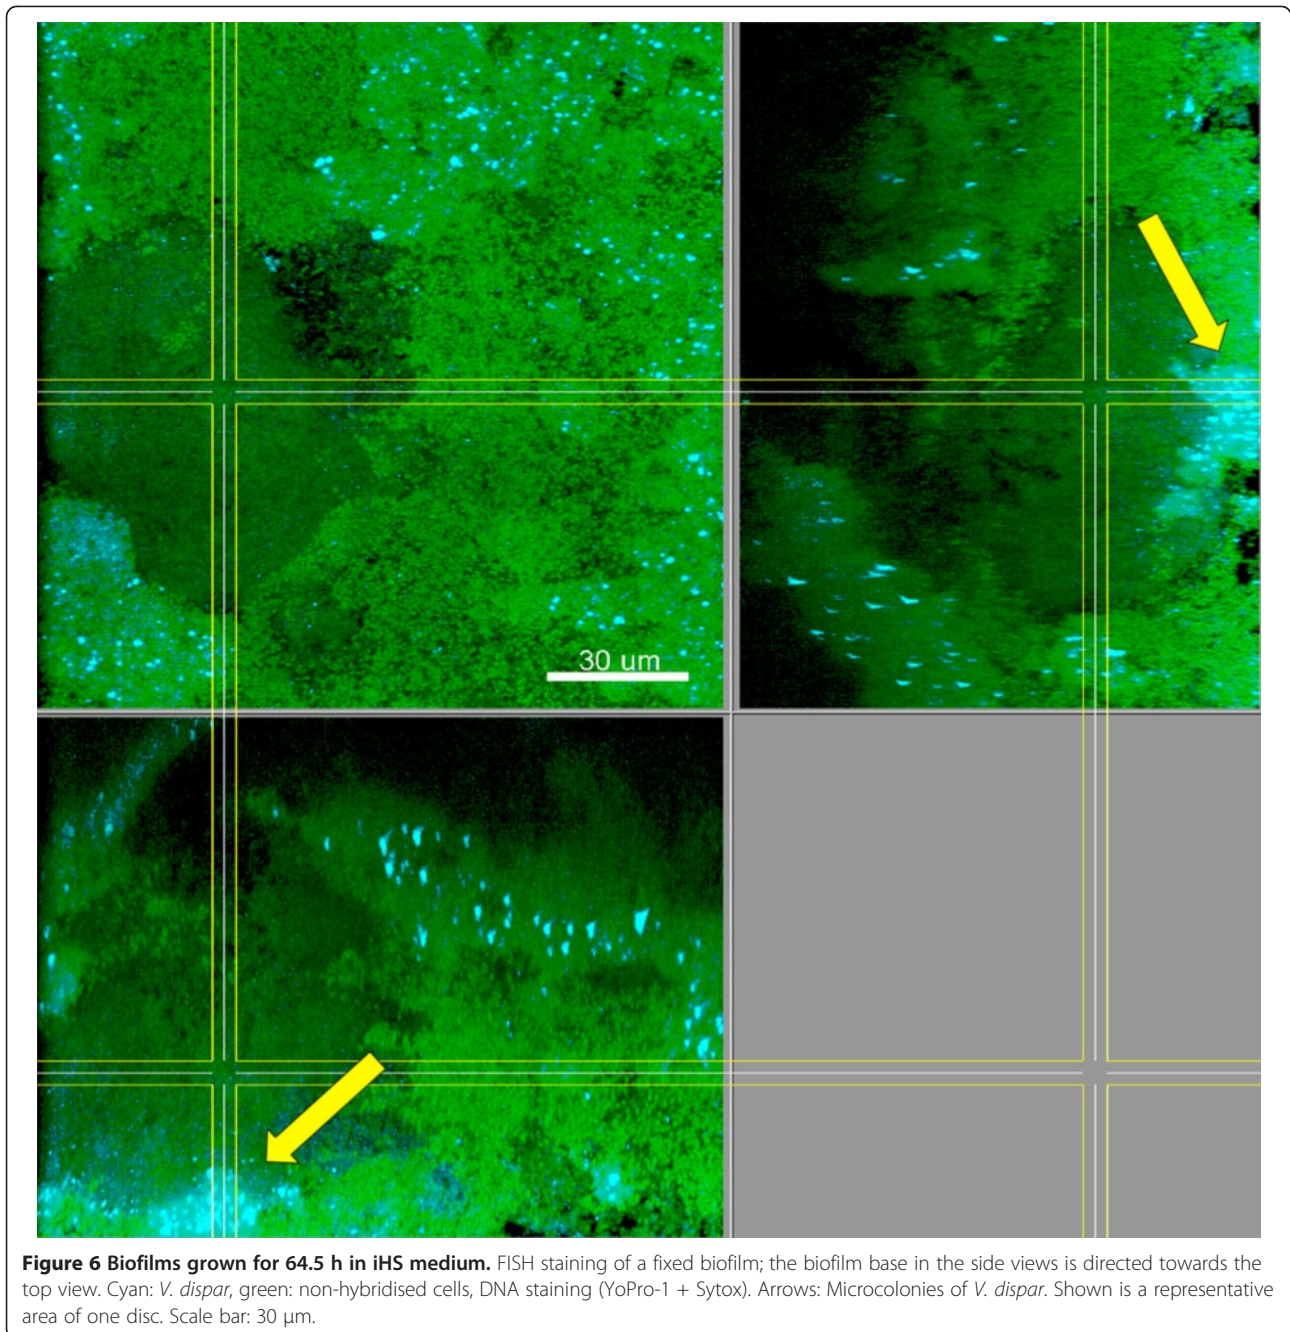 30 um
Figure 6 Biofilms grown for 64.5 h in iHS medium. FISH staining of a fixed biofilm; the biofilm base in the side views is directed towards the
top view. Cyan: V. dispar, green: non-hybridised cells, DNA staining (YoPro-1 + Sytox). Arrows: Microcolonies of V. dispar. Shown is a representative
area of one disc. Scale bar: 30 μm.